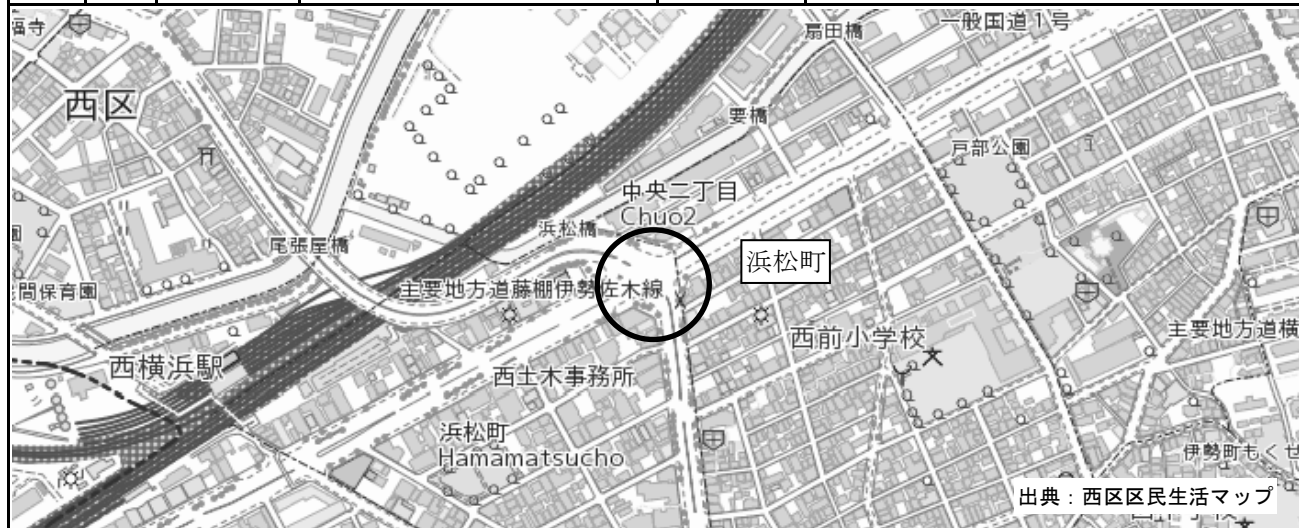 福寺
扇田橋
一般国道1号
西区
要橋
戸部公園
中央二丁目
Chuo2
浜松橋
尾張屋橋
浜松町
間保育園
主要地方道藤棚伊勢佐木線
主要地方道横
西前小学校
西横浜駅
西土木事務所
浜松町
Hamamatsucho
伊勢町もくせ
出典：西区区民生活マップ